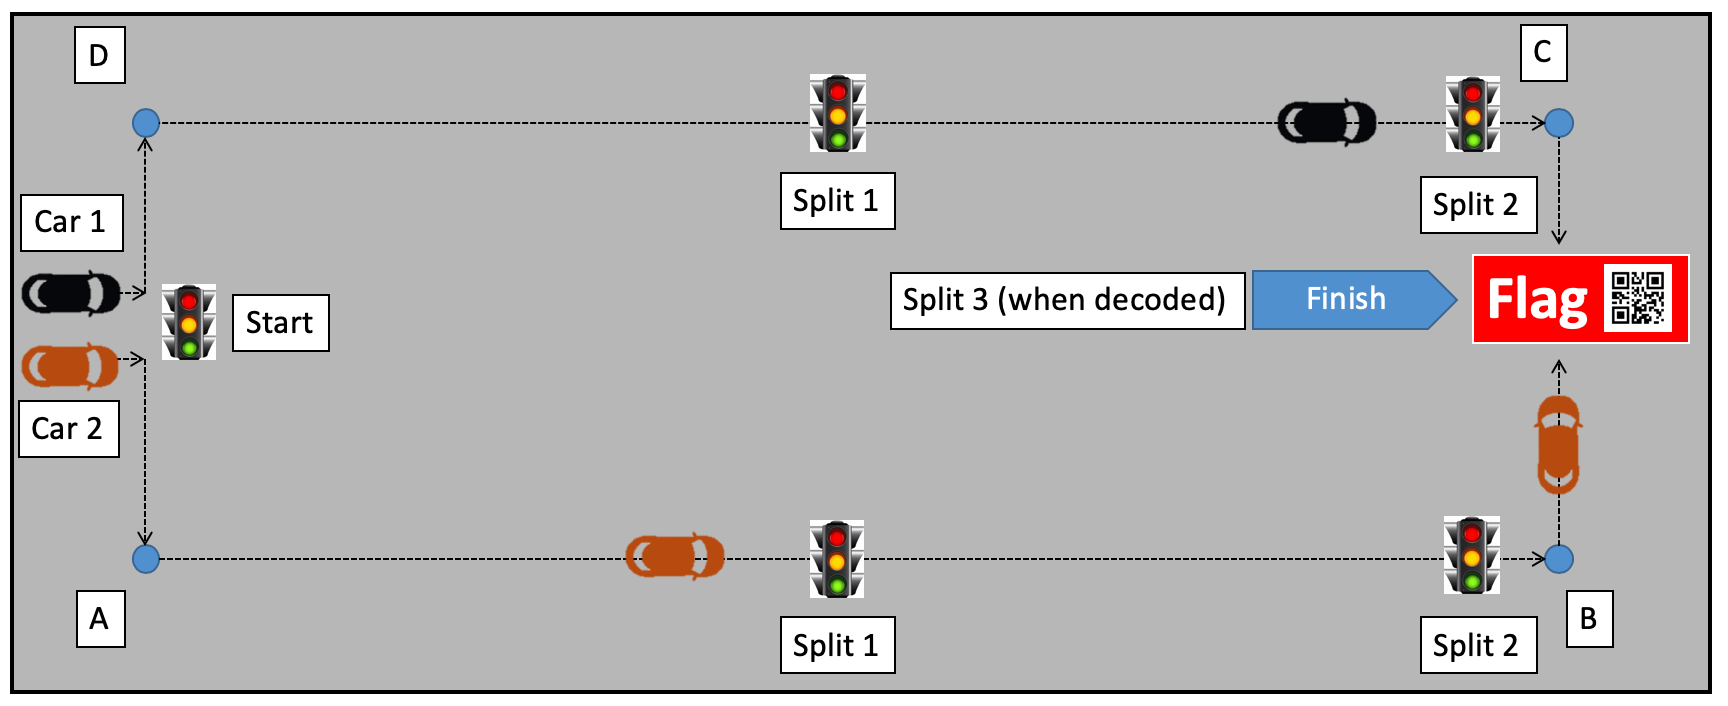 D
C
Car 1
Split 1
Split 2
Start
Split 3 (when decoded)
Finish
Flag
Car 2
A
Split 1
Split 2
B